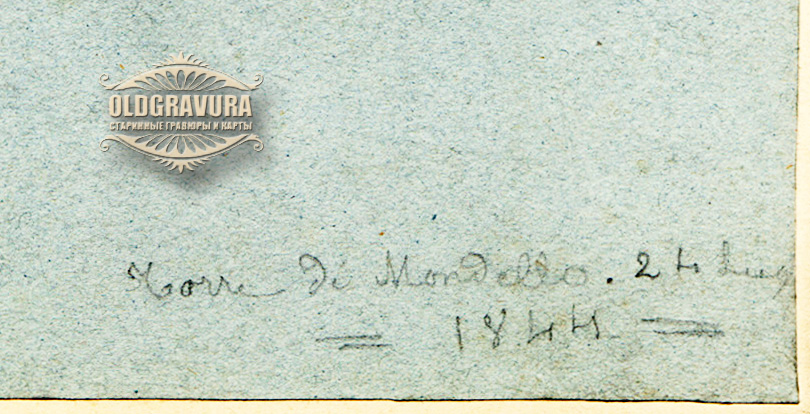 OLDGRAVURA
СТАРИННЫЕ ГРАВЮРЫ И КАРТЫ
Torre di Mondello . 24 Lug
1844